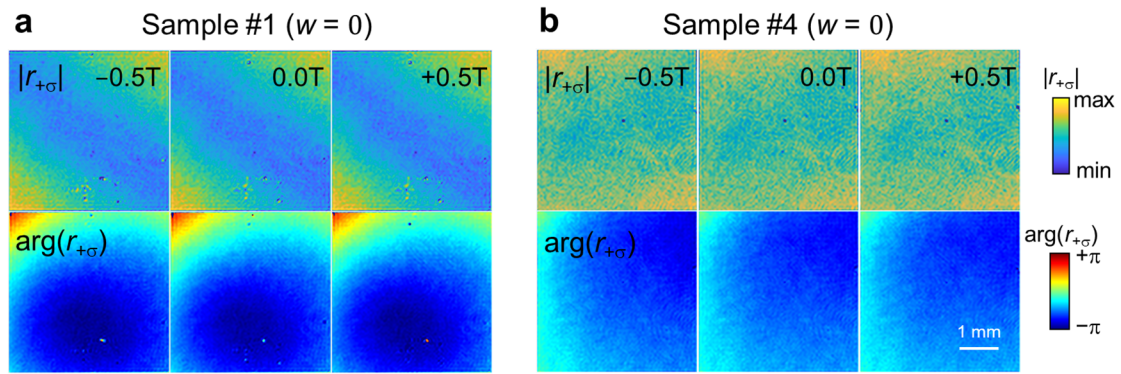 a Sample #1 (w = 0)
|r+σ| −0.5T 0.0T +0.5T
arg(r+σ)
b Sample #4 (w = 0)
|r+σ| −0.5T 0.0T +0.5T
arg(r+σ)
1 mm
|r+σ|
max
min
arg(r+σ)
+π
−π